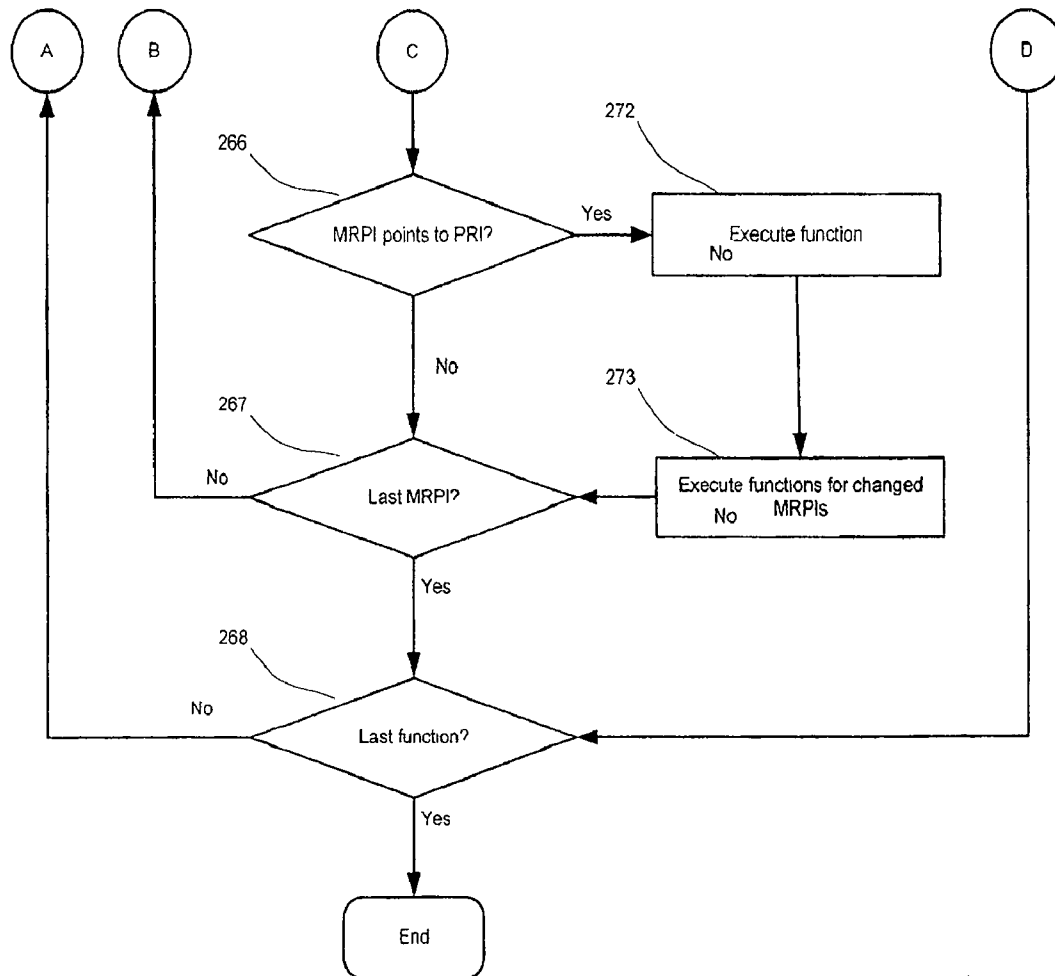 A
B
C
D
266
272
MRPI points to PRI?
Yes
Execute function
No
No
273
267
No
Last MRPI?
Execute functions for changed
No MRPIs
Yes
268
No
Last function?
Yes
End